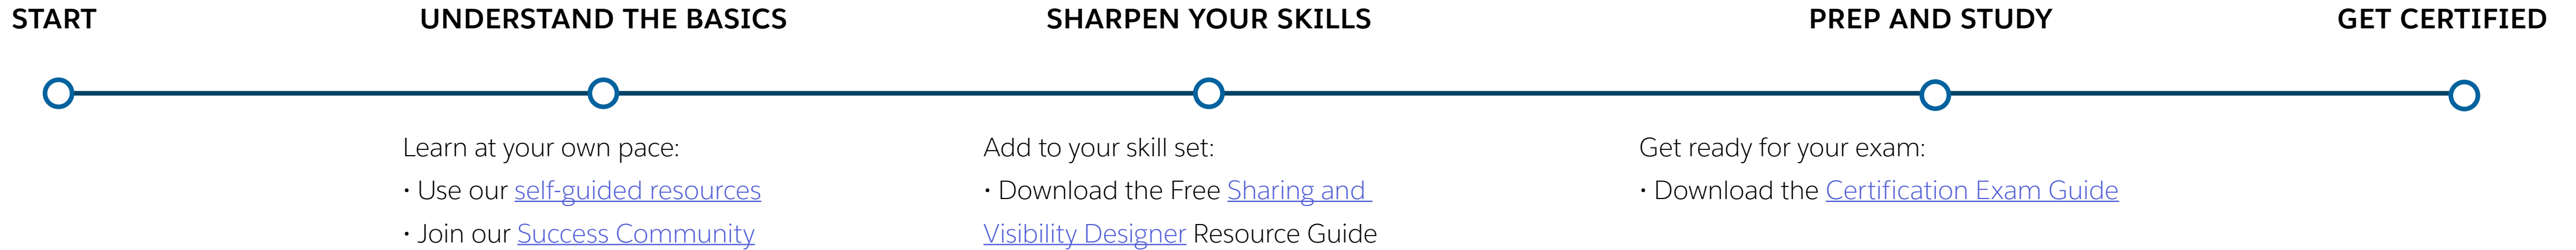 START
UNDERSTAND THE BASICS
SHARPEN YOUR SKILLS
PREP AND STUDY
GET CERTIFIED
Learn at your own pace:
· Use our self-guided resources
· Join our Success Community
Add to your skill set:
· Download the Free Sharing and
Visibility Designer Resource Guide
Get ready for your exam:
· Download the Certification Exam Guide